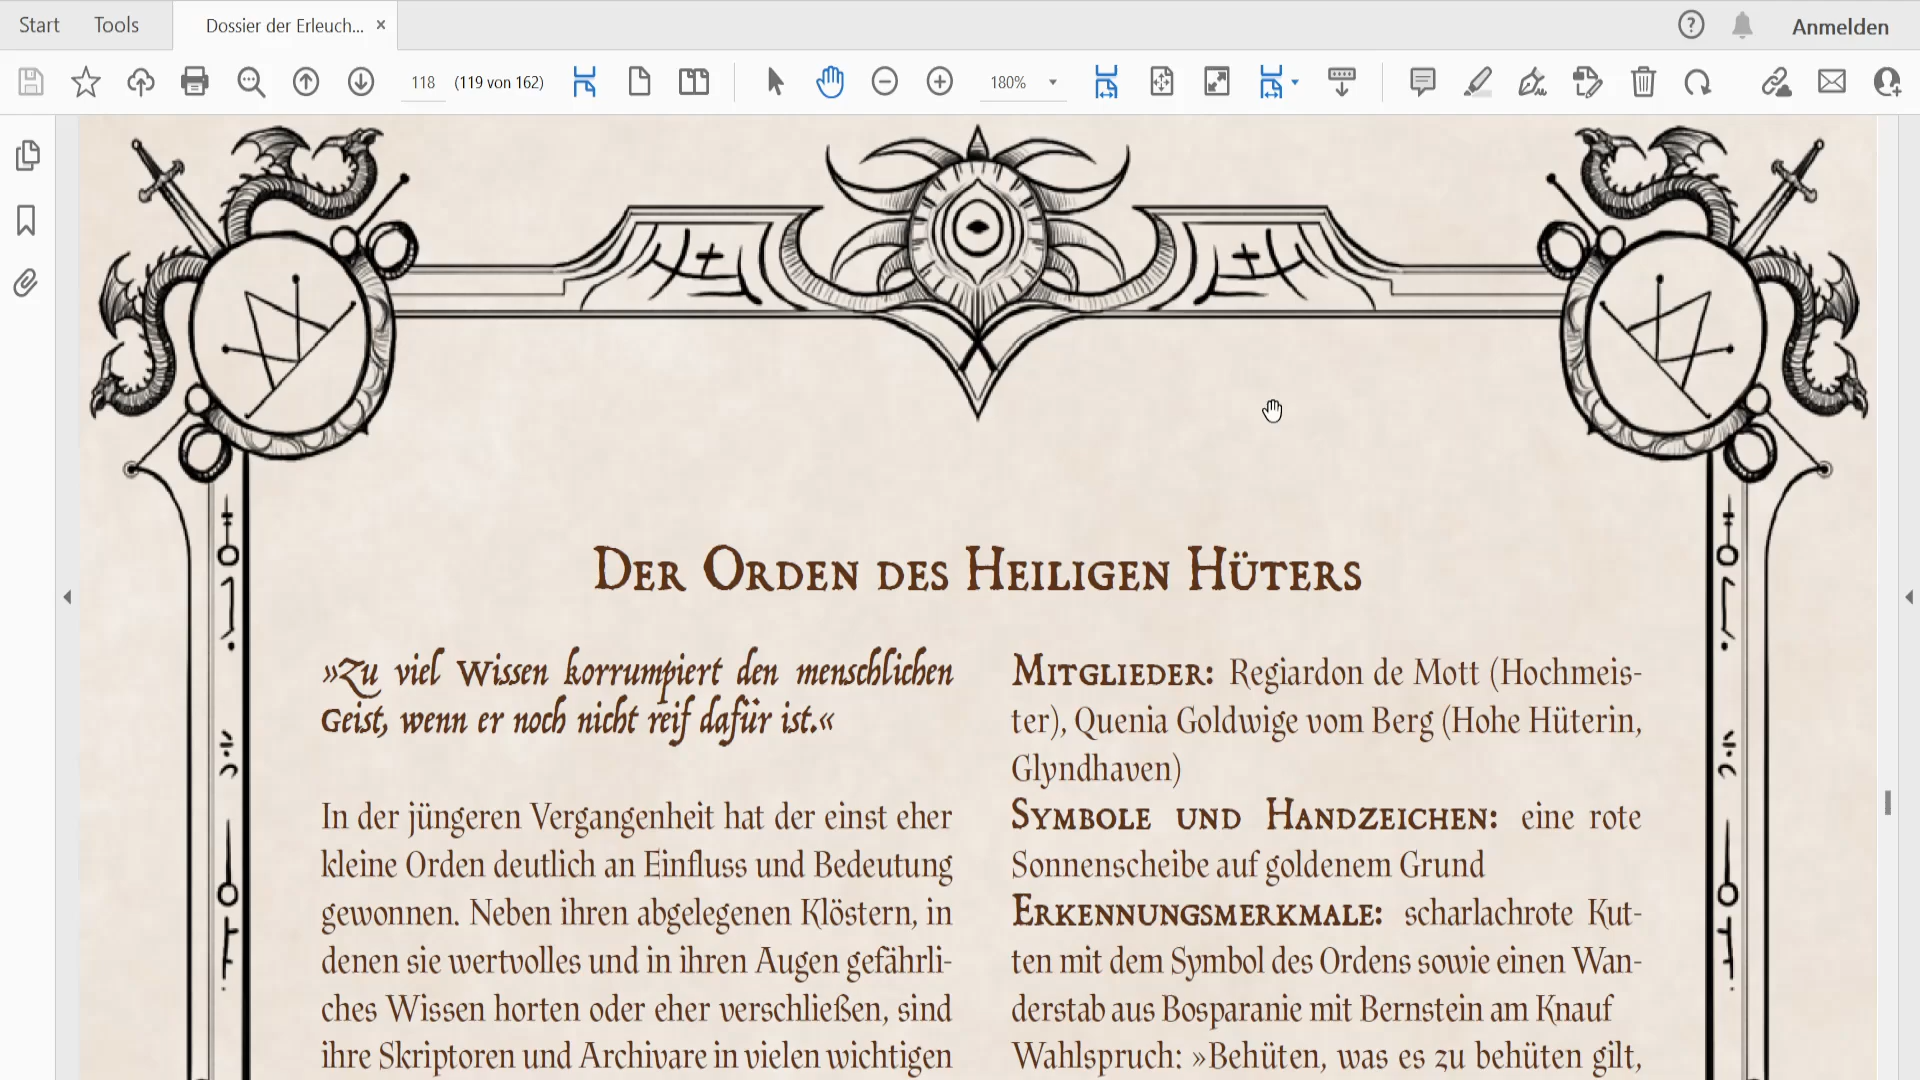 Start Tools Dossier der Erleuch... × Anmelden
118 (119 von 162) 180%
Der Orden des Heiligen Hüters
»Zu viel Wissen korrumpiert den menschlichen
Geist, wenn er noch nicht reif dafür ist.«
In der jüngeren Vergangenheit hat der einst eher
kleine Orden deutlich an Einfluss und Bedeutung
gewonnen. Neben ihren abgelegenen Klöstern, in
denen sie wertvolles und in ihren Augen gefährli-
ches Wissen horten oder eher verschließen, sind
ihre Skriptoren und Archivare in vielen wichtigen
Mitglieder: Regiardon de Mott (Hochmeis-
ter), Quenia Goldwige vom Berg (Hohe Hüterin,
Glyndhaven)
Symbole und Handzeichen: eine rote
Sonnenscheibe auf goldenem Grund
Erkennungsmerkmale: scharlachrote Kut-
ten mit dem Symbol des Ordens sowie einen Wan-
derstab aus Bosparanie mit Bernstein am Knauf
Wahlspruch: »Behüten, was es zu behüten gilt,